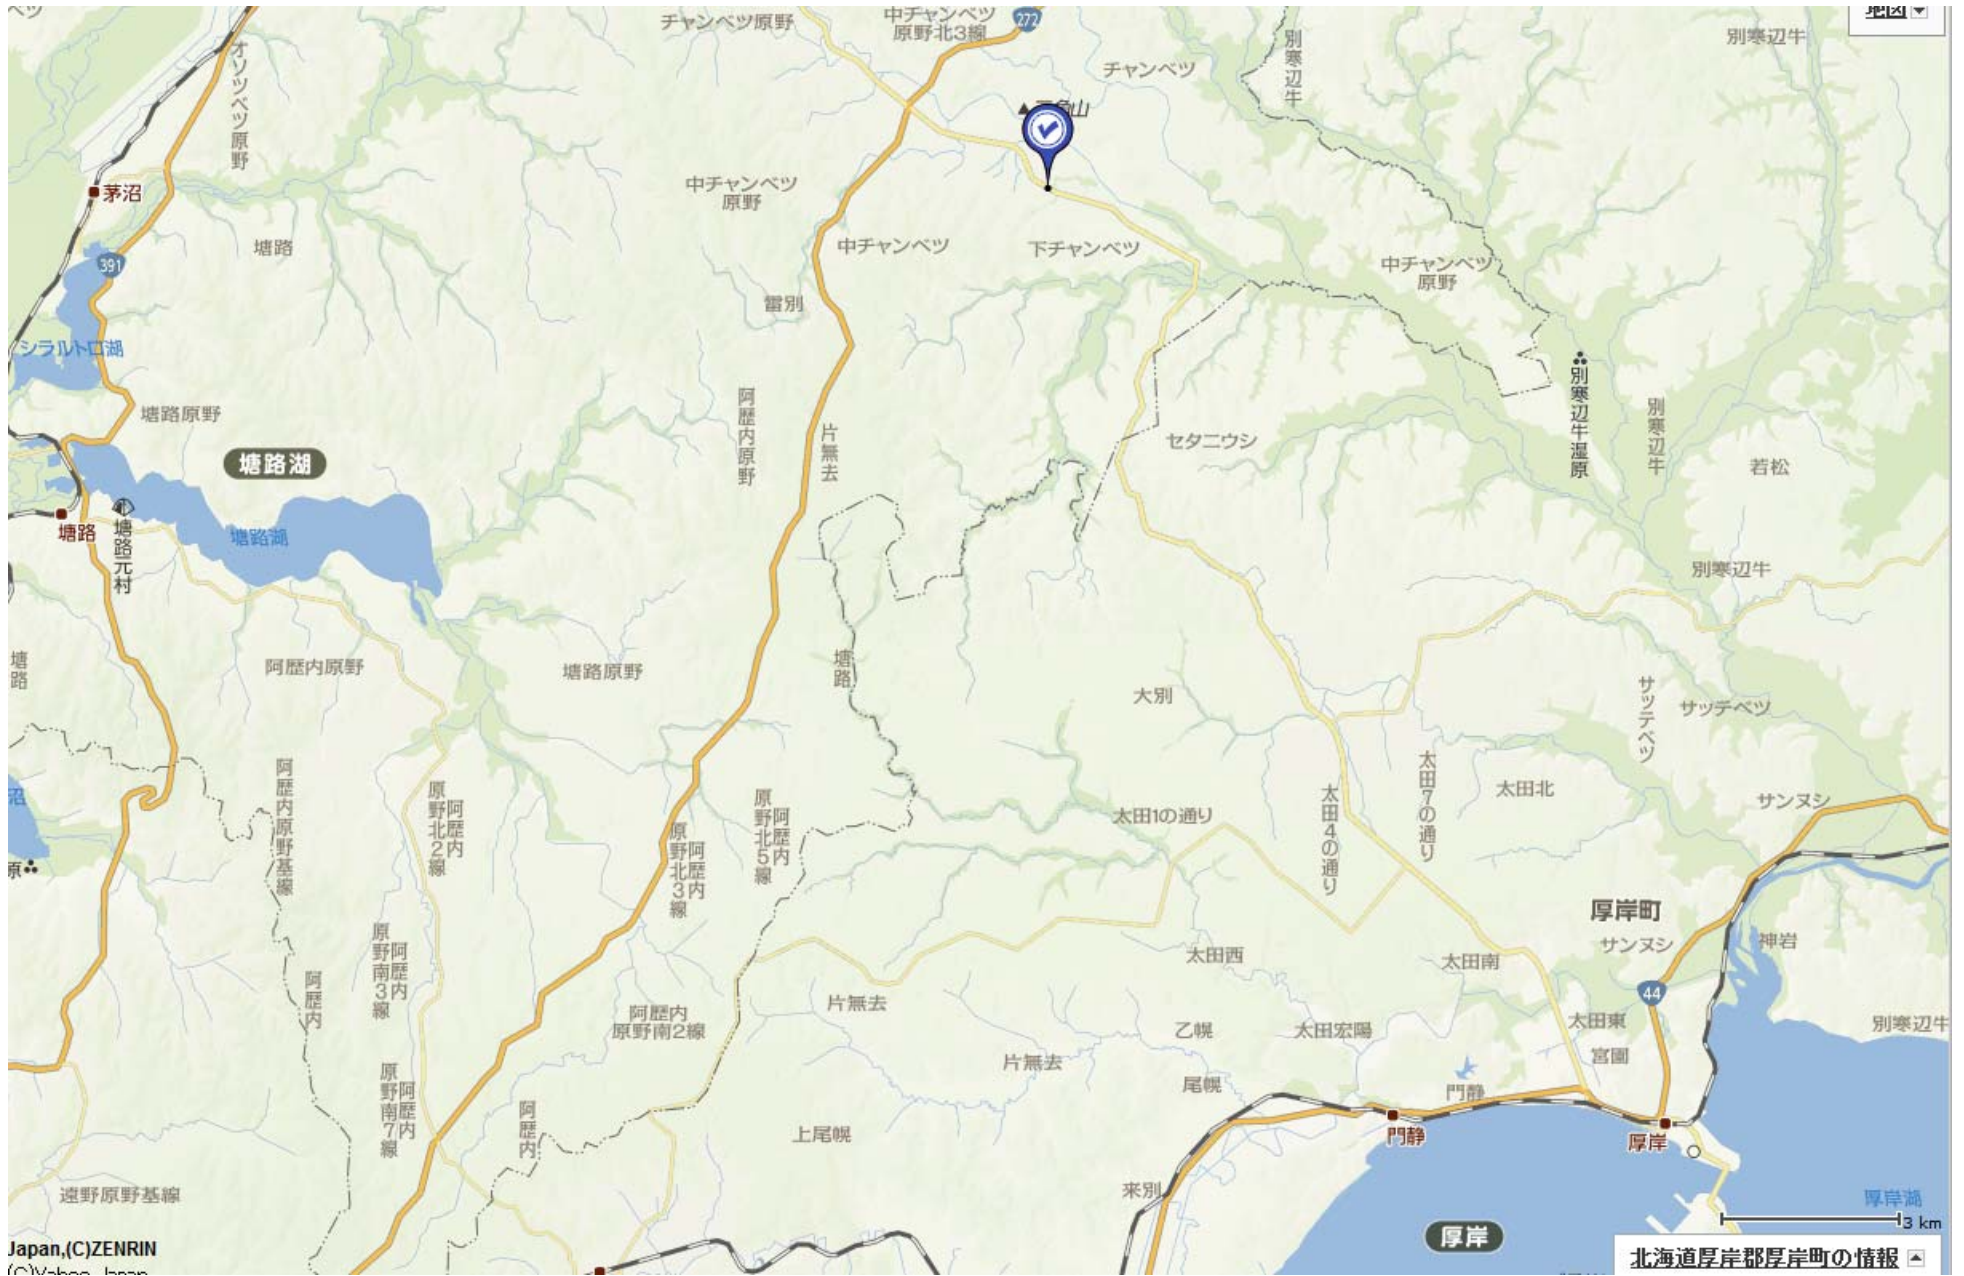 チャンベツ原野
中チャンベツ
原野北3線
272
地図
別寒辺牛
別寒辺牛
オソツベツ原野
チャンベツ
茅沼
中チャンベツ
原野
塘路
中チャンベツ
下チャンベツ
中チャンベツ
原野
391
雷別
シラルトロ湖
塘路原野
阿歴内原野
片無去
セタニウシ
別寒辺牛湿原
別寒辺牛
若松
塘路湖
塘路湖
塘路
塘路元村
別寒辺牛
塘路
阿歴内原野
塘路原野
塘路
大別
サッテベツ
サッテベツ
阿歴内原野基線
阿歴内
原野北2線
阿歴内
原野北3線
阿歴内
原野北5線
太田1の通り
太田4の通り
太田7の通り
太田北
サンヌシ
沼
原
厚岸町
サンヌシ
神岩
阿歴内
原野南3線
阿歴内
太田西
太田南
44
片無去
阿歴内
原野南2線
乙幌
太田宏陽
太田東
別寒辺牛
宮園
片無去
尾幌
門静
阿歴内
原野南7線
阿歴内
上尾幌
門静
厚岸
来別
遠野原野基線
厚岸湖
厚岸
3 km
Japan,(C)ZENRIN
(C)Yahoo Japan
北海道厚岸郡厚岸町の情報